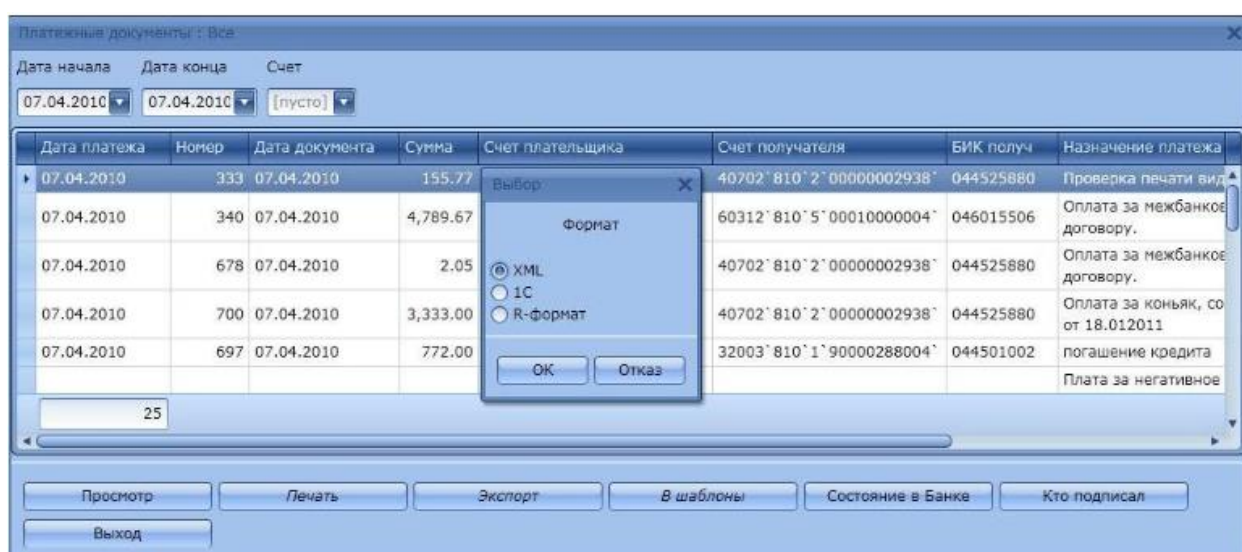 Платежные документы : Все
Дата начала Дата конца Счет
07.04.2010 07.04.2010 [пусто]
Дата платежа Номер Дата документа Сумма Счет плательщика Счет получателя БИК получ Назначение платежа
07.04.2010 333 07.04.2010 155.77 40702`810`2`00000002938` 044525880 Проверка печати вид
07.04.2010 340 07.04.2010 4,789.67 60312`810`5`00010000004` 046015506 Оплата за межбанков
договору.
07.04.2010 678 07.04.2010 2.05 40702`810`2`00000002938` 044525880 Оплата за межбанков
договору.
07.04.2010 700 07.04.2010 3,333.00 40702`810`2`00000002938` 044525880 Оплата за коньяк, со
от 18.012011
07.04.2010 697 07.04.2010 772.00 32003`810`1`90000288004` 044501002 погашение кредита
Плата за негативное
25
Выбор
Формат
XML
1C
R-формат
OK Отказ
Просмотр Печать Экспорт В шаблоны Состояние в Банке Кто подписал
Выход